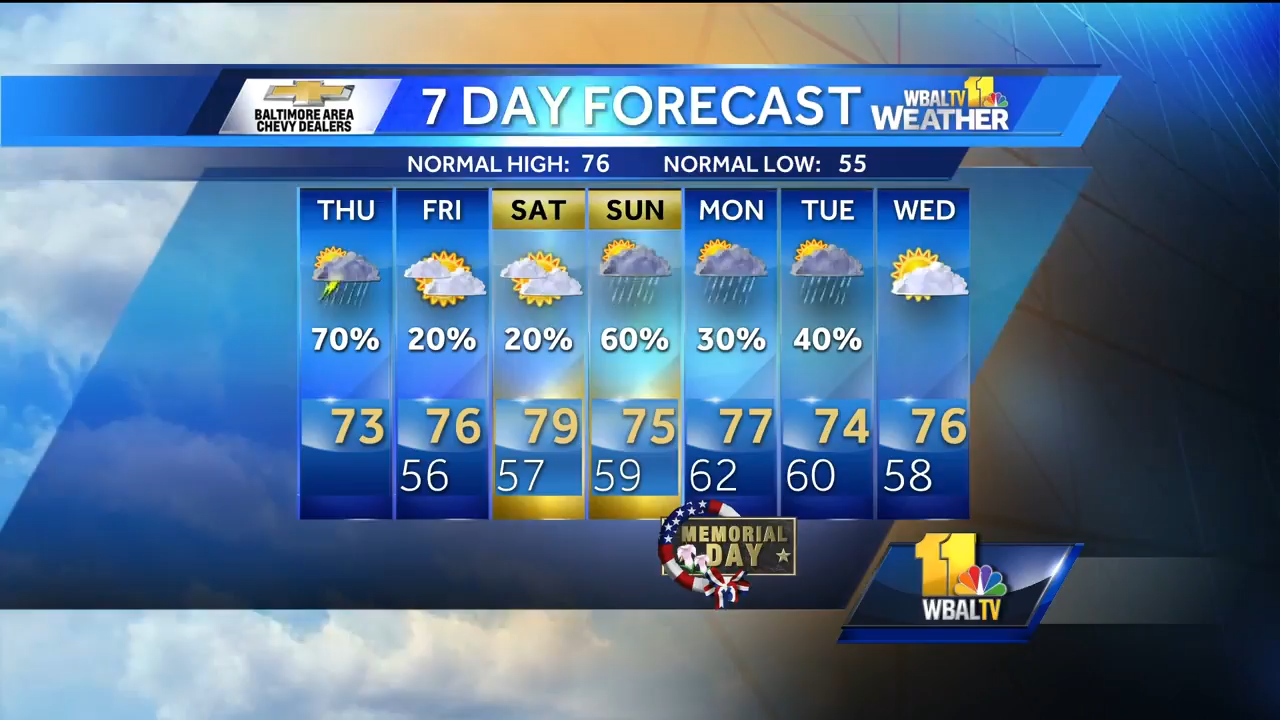 BALTIMORE AREA
CHEVY DEALERS
7 DAY FORECAST
WBALTV 11
WEATHER
NORMAL HIGH: 76 NORMAL LOW: 55
THU FRI SAT SUN MON TUE WED
70% 20% 20% 60% 30% 40%
73 76 79 75 77 74 76
56 57 59 62 60 58
MEMORIAL
DAY
11
WBALTV